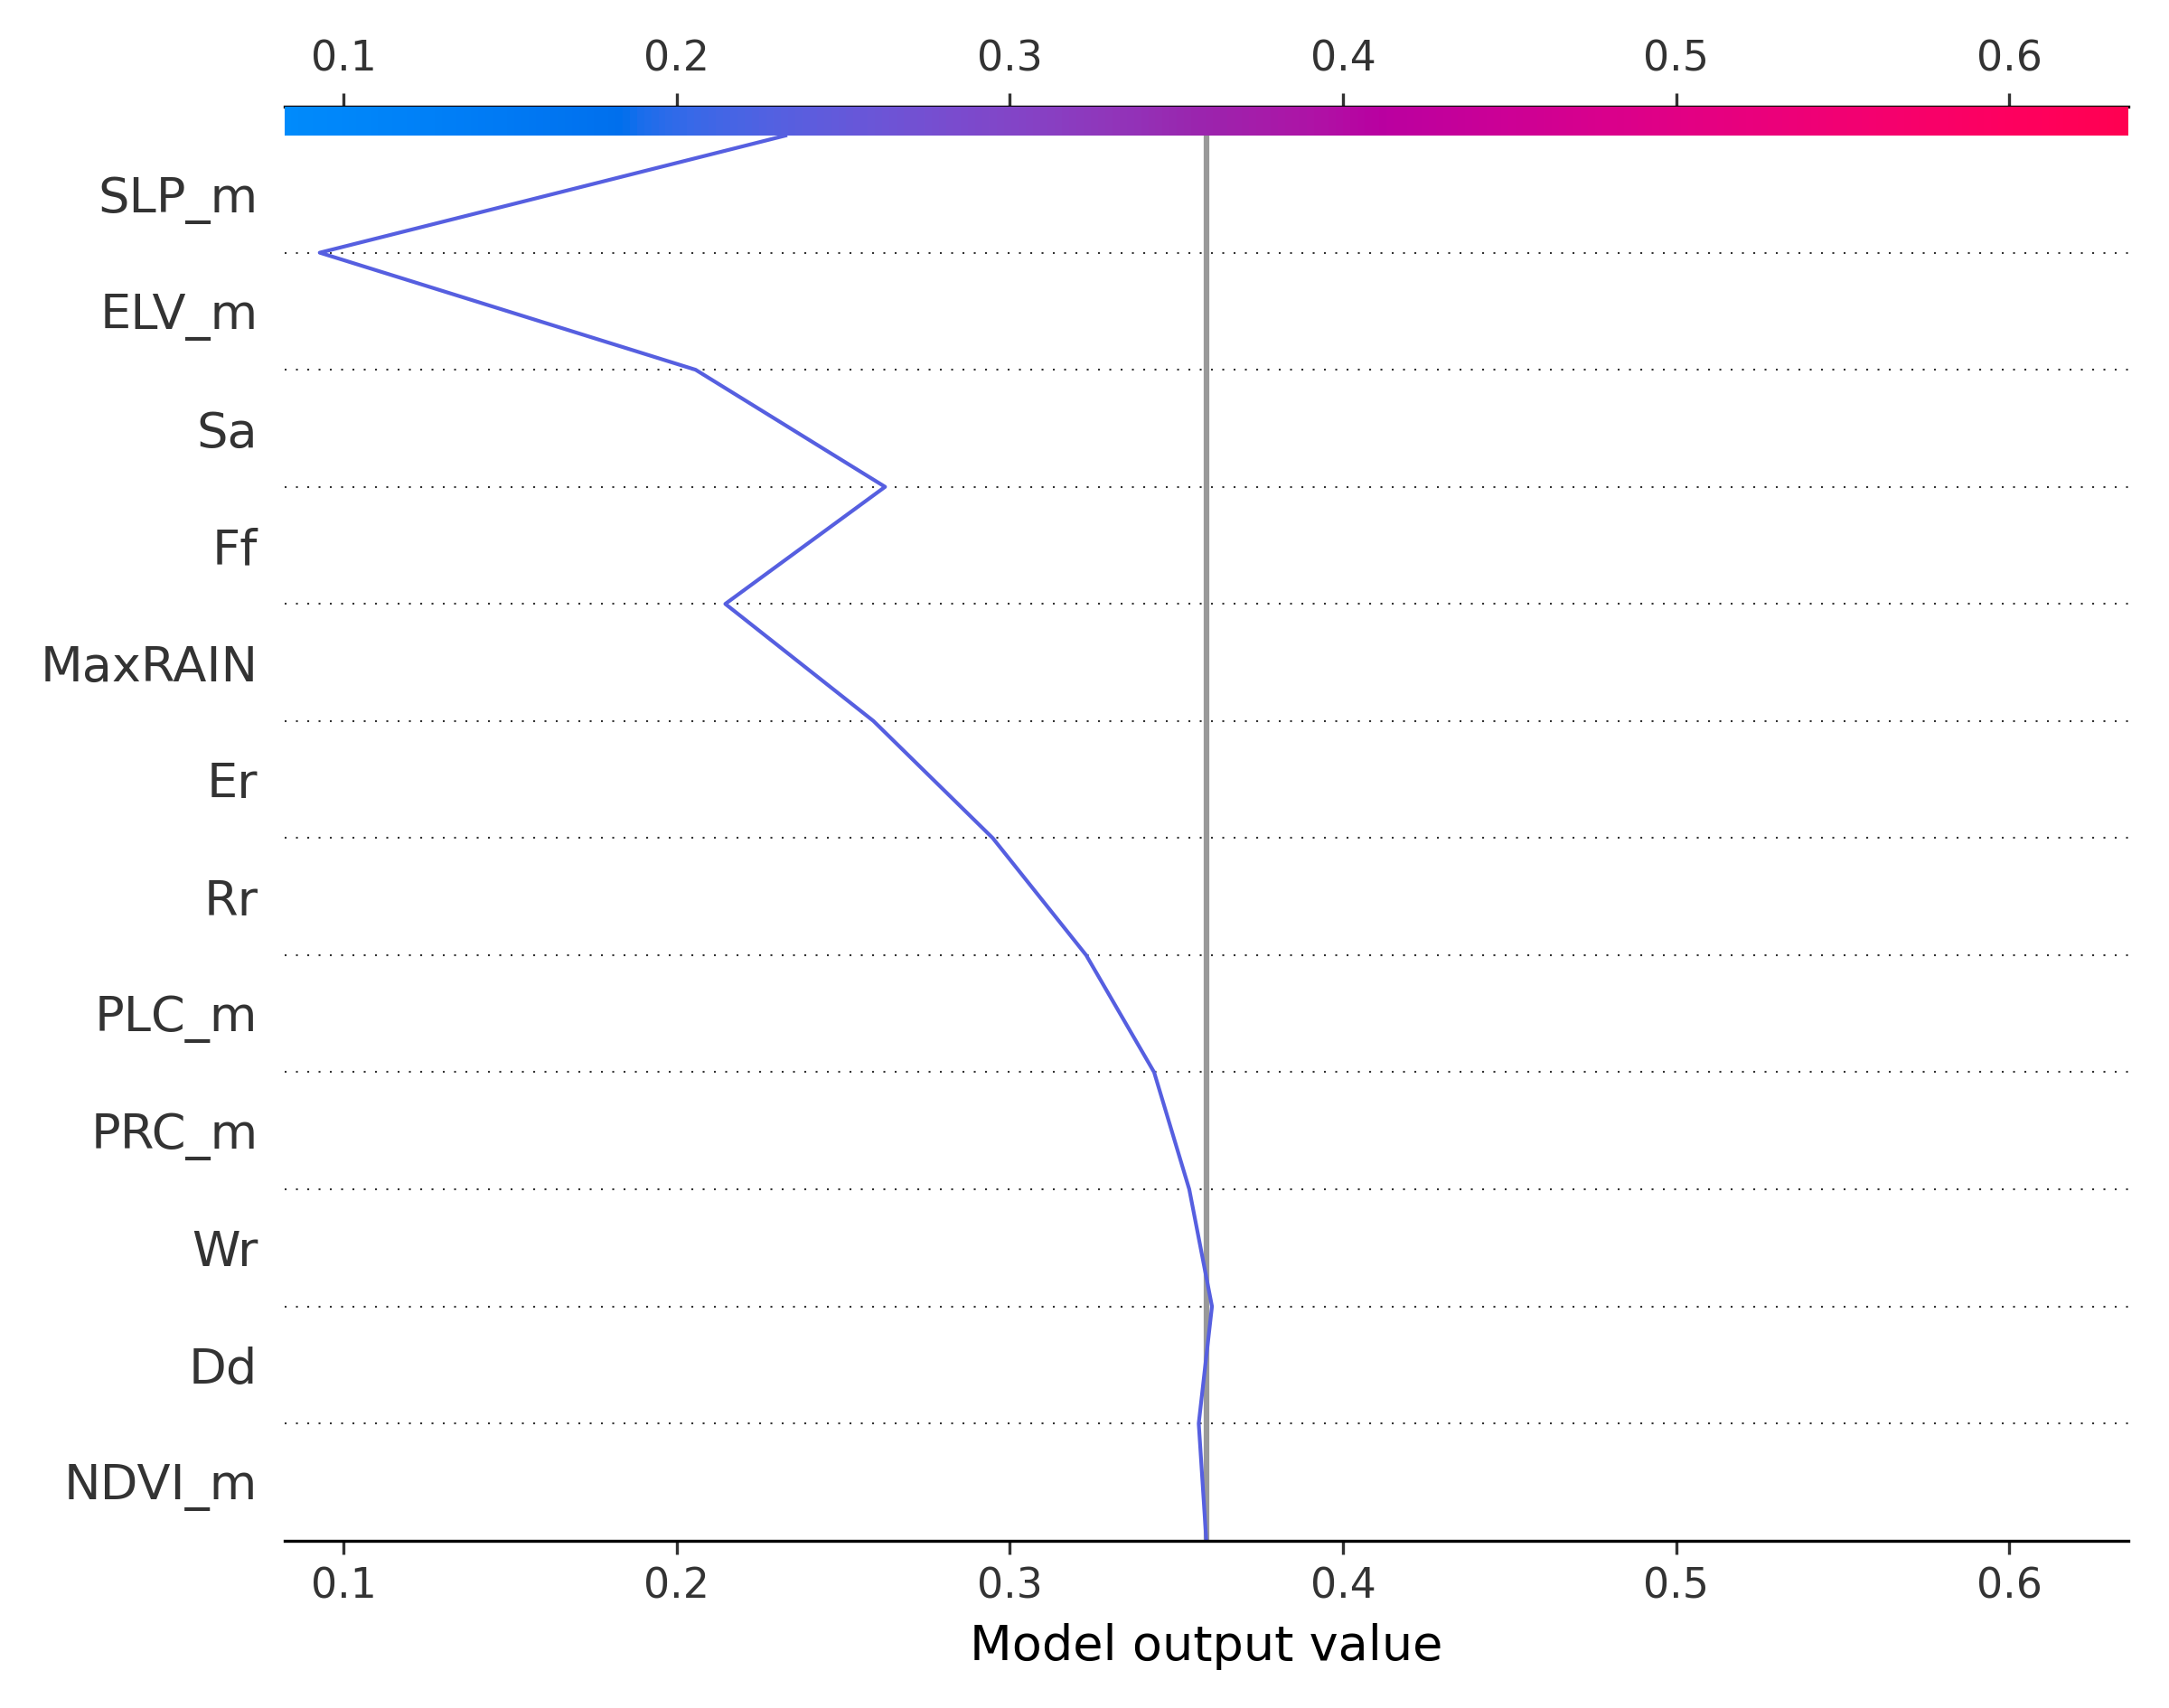 0.1 0.2 0.3 0.4 0.5 0.6
SLP_m
ELV_m
Sa
Ff
MaxRAIN
Er
Rr
PLC_m
PRC_m
Wr
Dd
NDVI_m
0.1 0.2 0.3 0.4 0.5 0.6
Model output value